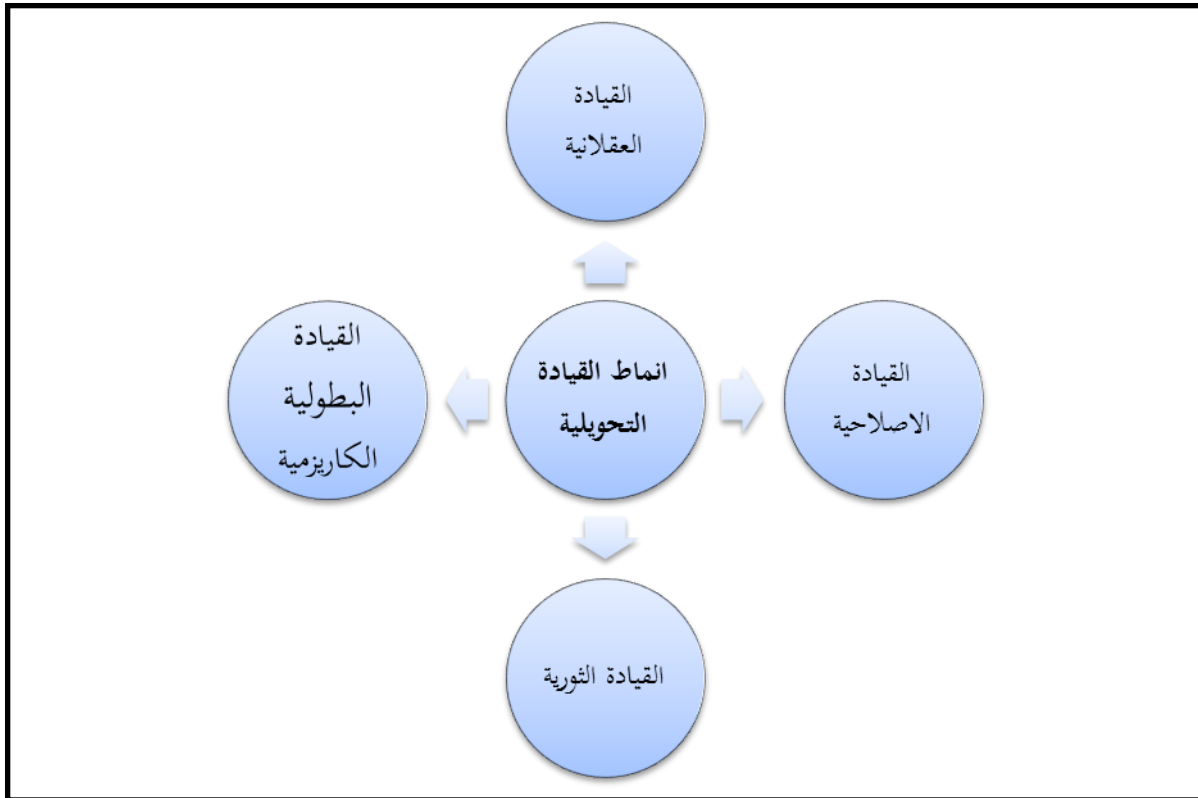 القيادة
العقلانية
القيادة
الاصلاحية
انماط القيادة
التحويلية
القيادة
البطولية
الكاريزمية
القيادة الثورية